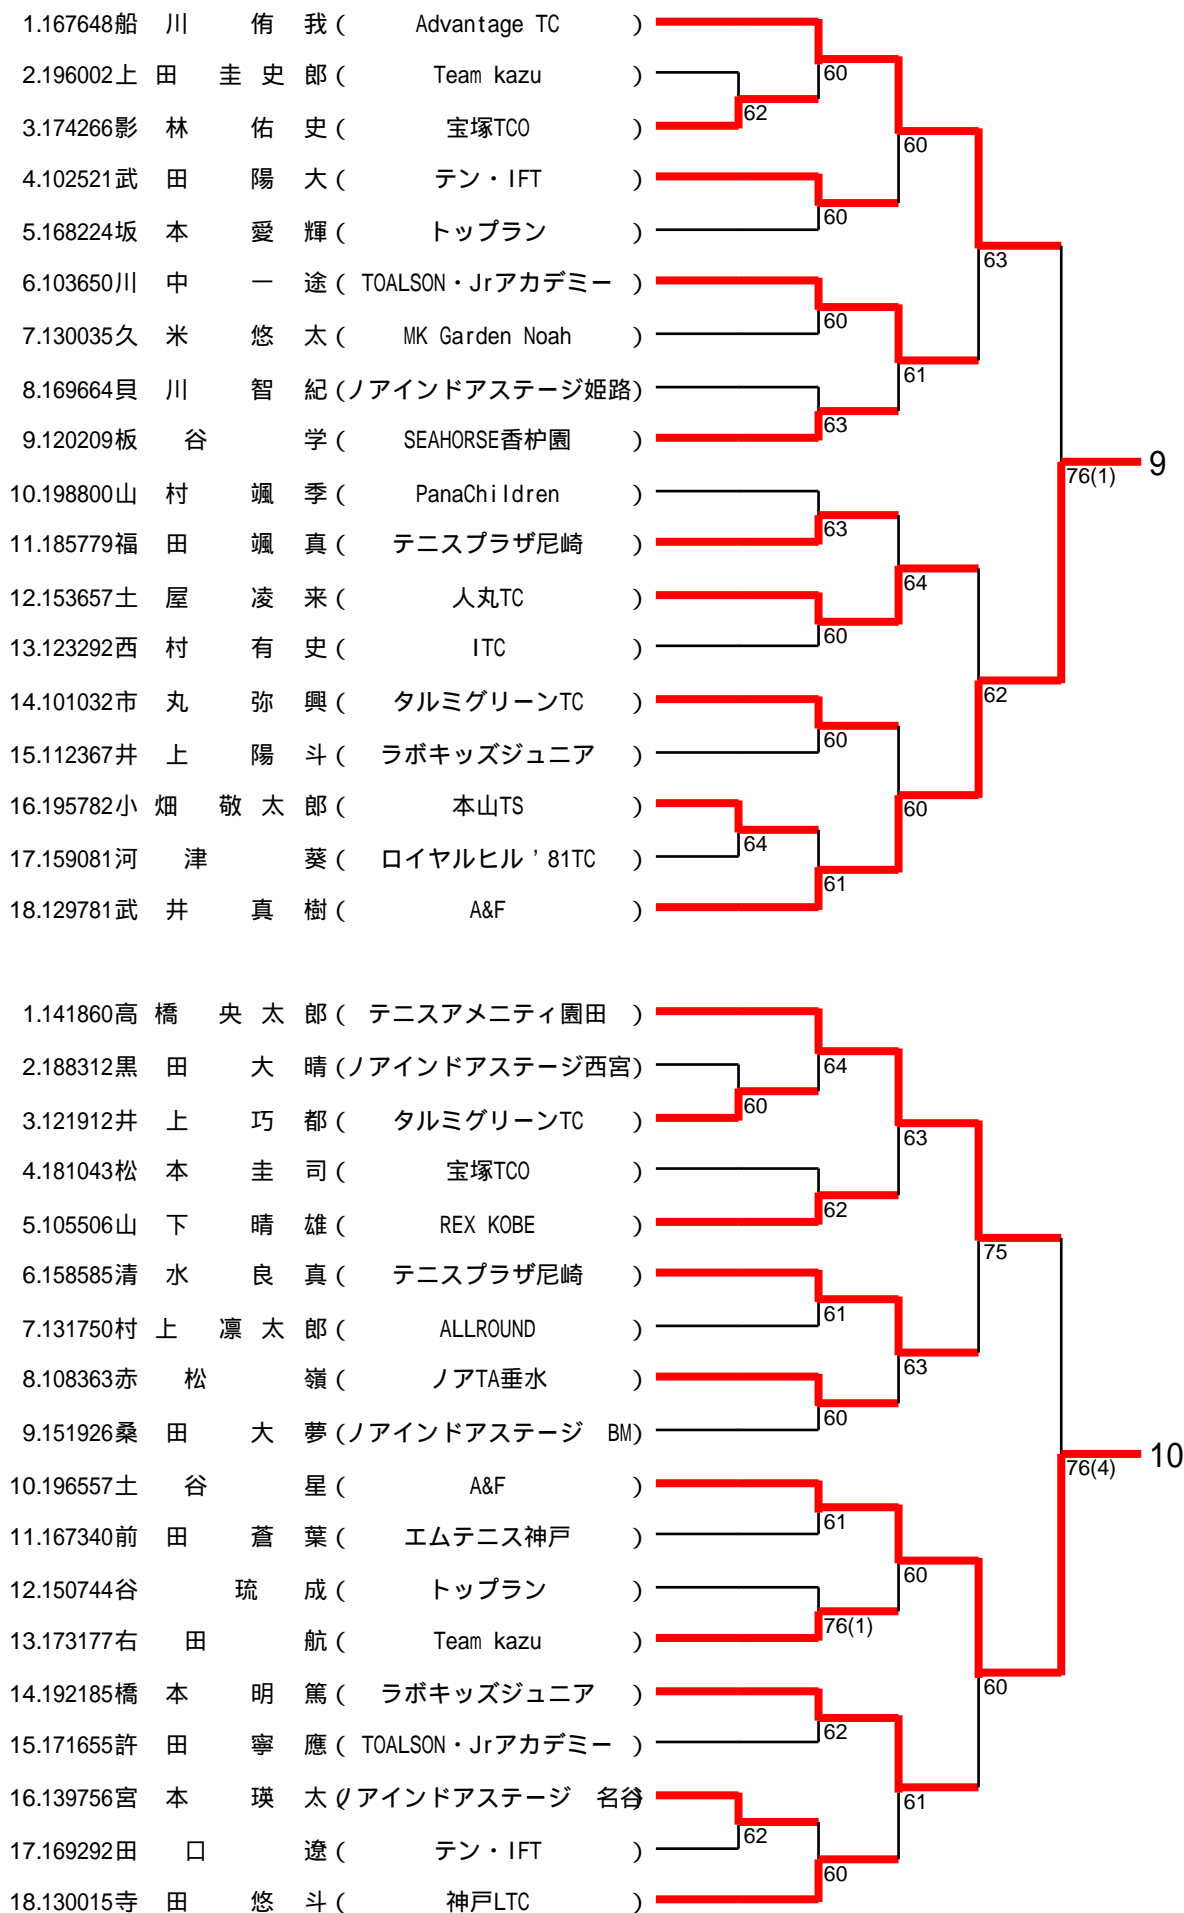 1.167648船 川 侑 我( Advantage TC )
60
2.196002上 田 圭 史 郎( Team kazu )
62
3.174266影 林 佑 史( 宝塚TCO )
60
4.102521武 田 陽 大( テン・IFT )
60
5.168224坂 本 愛 輝( トップラン )
63
6.103650川 中 一 途( TOALSON・Jrアカデミー )
60
7.130035久 米 悠 太( MK Garden Noah )
61
8.169664貝 川 智 紀(ノアインドアステージ姫路)
63
9.120209板 谷 学( SEAHORSE香枦園 )
76(1) 9
10.198800山 村 颯 季( PanaChildren )
63
11.185779福 田 颯 真( テニスプラザ尼崎 )
64
12.153657土 屋 凌 来( 人丸TC )
60
13.123292西 村 有 史( ITC )
62
14.101032市 丸 弥 興( タルミグリーンTC )
60
15.112367井 上 陽 斗( ラボキッズジュニア )
16.195782小 畑 敬 太 郎( 本山TS )
60
64
17.159081河 津 葵( ロイヤルヒル'81TC )
61
18.129781武 井 真 樹( A&F )
1.141860高 橋 央 太 郎( テニスアメニティ園田 )
2.188312黒 田 大 晴(ノアインドアステージ西宮)
64
60
3.121912井 上 巧 都( タルミグリーンTC )
63
4.181043松 本 圭 司( 宝塚TCO )
62
5.105506山 下 晴 雄( REX KOBE )
75
6.158585清 水 良 真( テニスプラザ尼崎 )
61
7.131750村 上 凛 太 郎( ALLROUND )
63
8.108363赤 松 嶺( ノアTA垂水 )
60
9.151926桑 田 大 夢(ノアインドアステージ BM)
76(4) 10
10.196557土 谷 星( A&F )
61
11.167340前 田 蒼 葉( エムテニス神戸 )
60
12.150744谷 琉 成( トップラン )
76(1)
13.173177右 田 航( Team kazu )
60
14.192185橋 本 明 篤( ラボキッズジュニア )
62
15.171655許 田 寧 應( TOALSON・Jrアカデミー )
16.139756宮 本 瑛 太(ノアインドアステージ 名谷)
61
62
17.169292田 口 遼( テン・IFT )
60
18.130015寺 田 悠 斗( 神戸LTC )